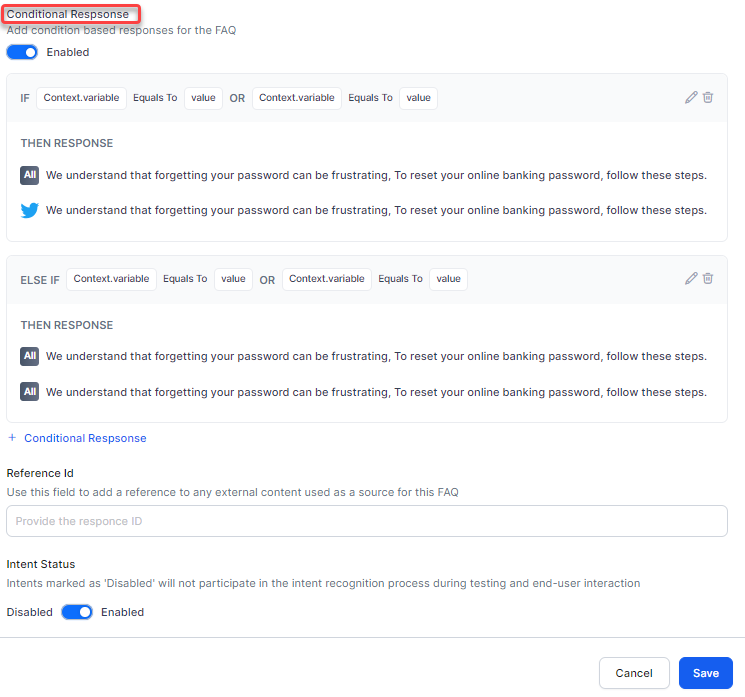 Conditional Respsonse
Add condition based responses for the FAQ
Enabled
IF Context.variable Equals To value OR Context.variable Equals To value
THEN RESPONSE
All We understand that forgetting your password can be frustrating, To reset your online banking password, follow these steps.
We understand that forgetting your password can be frustrating, To reset your online banking password, follow these steps.
ELSE IF Context.variable Equals To value OR Context.variable Equals To value
THEN RESPONSE
All We understand that forgetting your password can be frustrating, To reset your online banking password, follow these steps.
All We understand that forgetting your password can be frustrating, To reset your online banking password, follow these steps.
+ Conditional Respsonse
Reference Id
Use this field to add a reference to any external content used as a source for this FAQ
Provide the responce ID
Intent Status
Intents marked as 'Disabled' will not participate in the intent recognition process during testing and end-user interaction
Disabled Enabled
Cancel Save